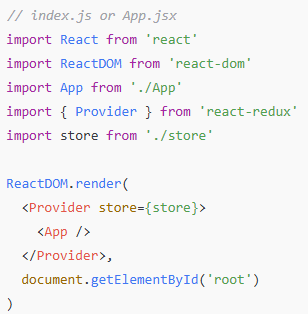 // index.js or App.jsx
import React from 'react'
import ReactDOM from 'react-dom'
import App from './App'
import { Provider } from 'react-redux'
import store from './store'
ReactDOM.render(
<Provider store={store}>
<App />
</Provider>,
document.getElementById('root')
)